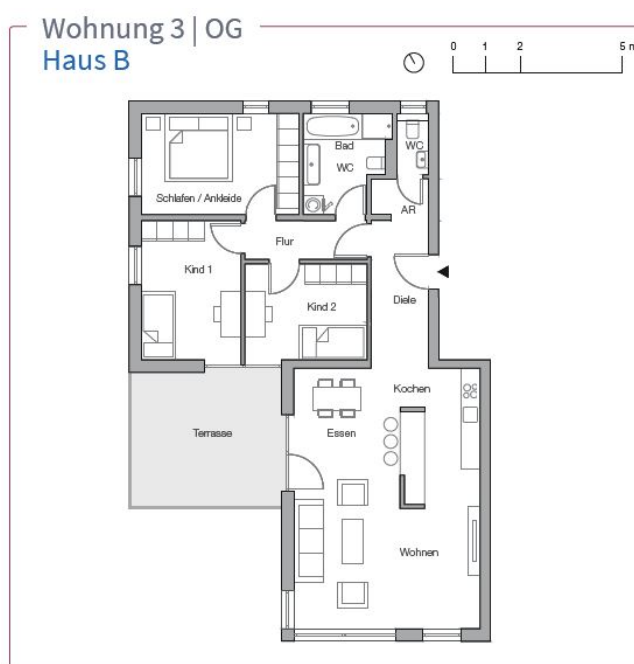 Wohnung 3 | OG
Haus B
0 1 2 5 m
Bad
WC
WC
Schlafen / Ankleide
AR
Flur
Kind 1
Kind 2
Diele
Kochen
Terrasse
Essen
Wohnen